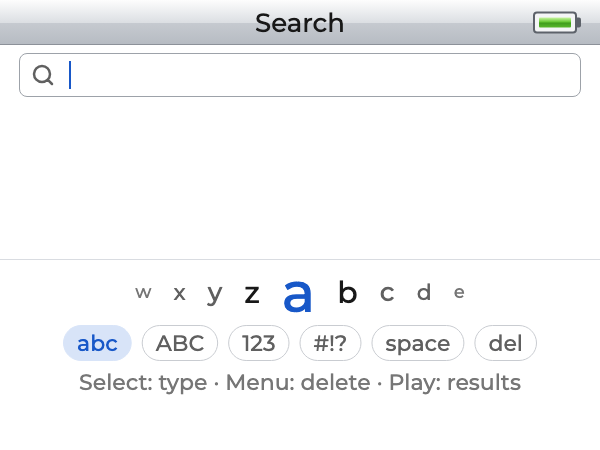 Search
w x y z a b c d e
abc ABC 123 #!? space del
Select: type · Menu: delete · Play: results